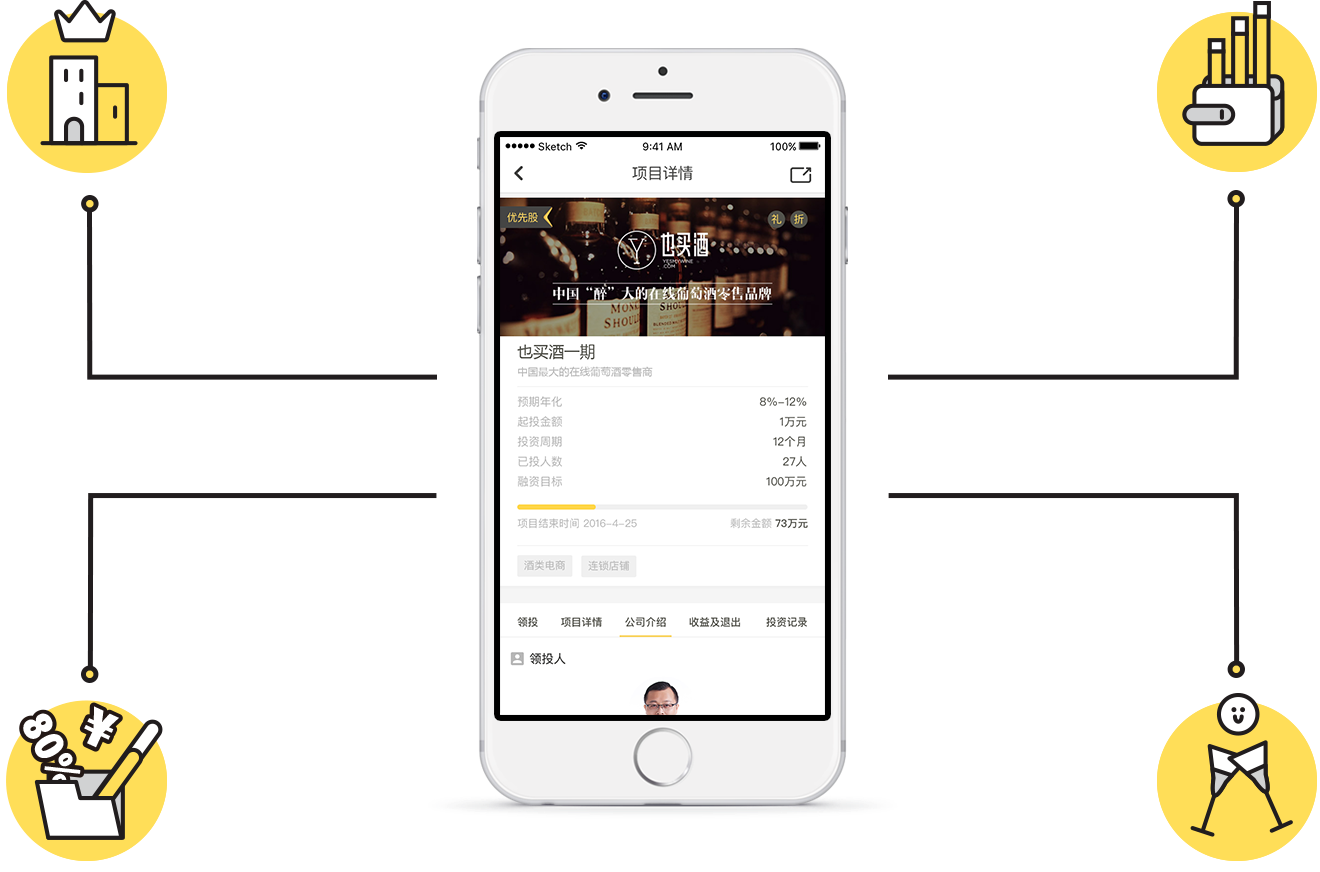 Sketch
9:41 AM
100%
项目详情
优先股
礼 折
Y 也买酒
YESMYWINE
.COM
中国“醉”大的在线葡萄酒零售品牌
SHOUL
SHOUL
也买酒一期
中国最大的在线葡萄酒零售商
预期年化 8%-12%
起投金额 1万元
投资周期 12个月
已投人数 27人
融资目标 100万元
项目结束时间 2016-4-25 剩余金额 73万元
酒类电商 连锁店铺
领投 项目详情 公司介绍 收益及退出 投资记录
领投人
80%
¥